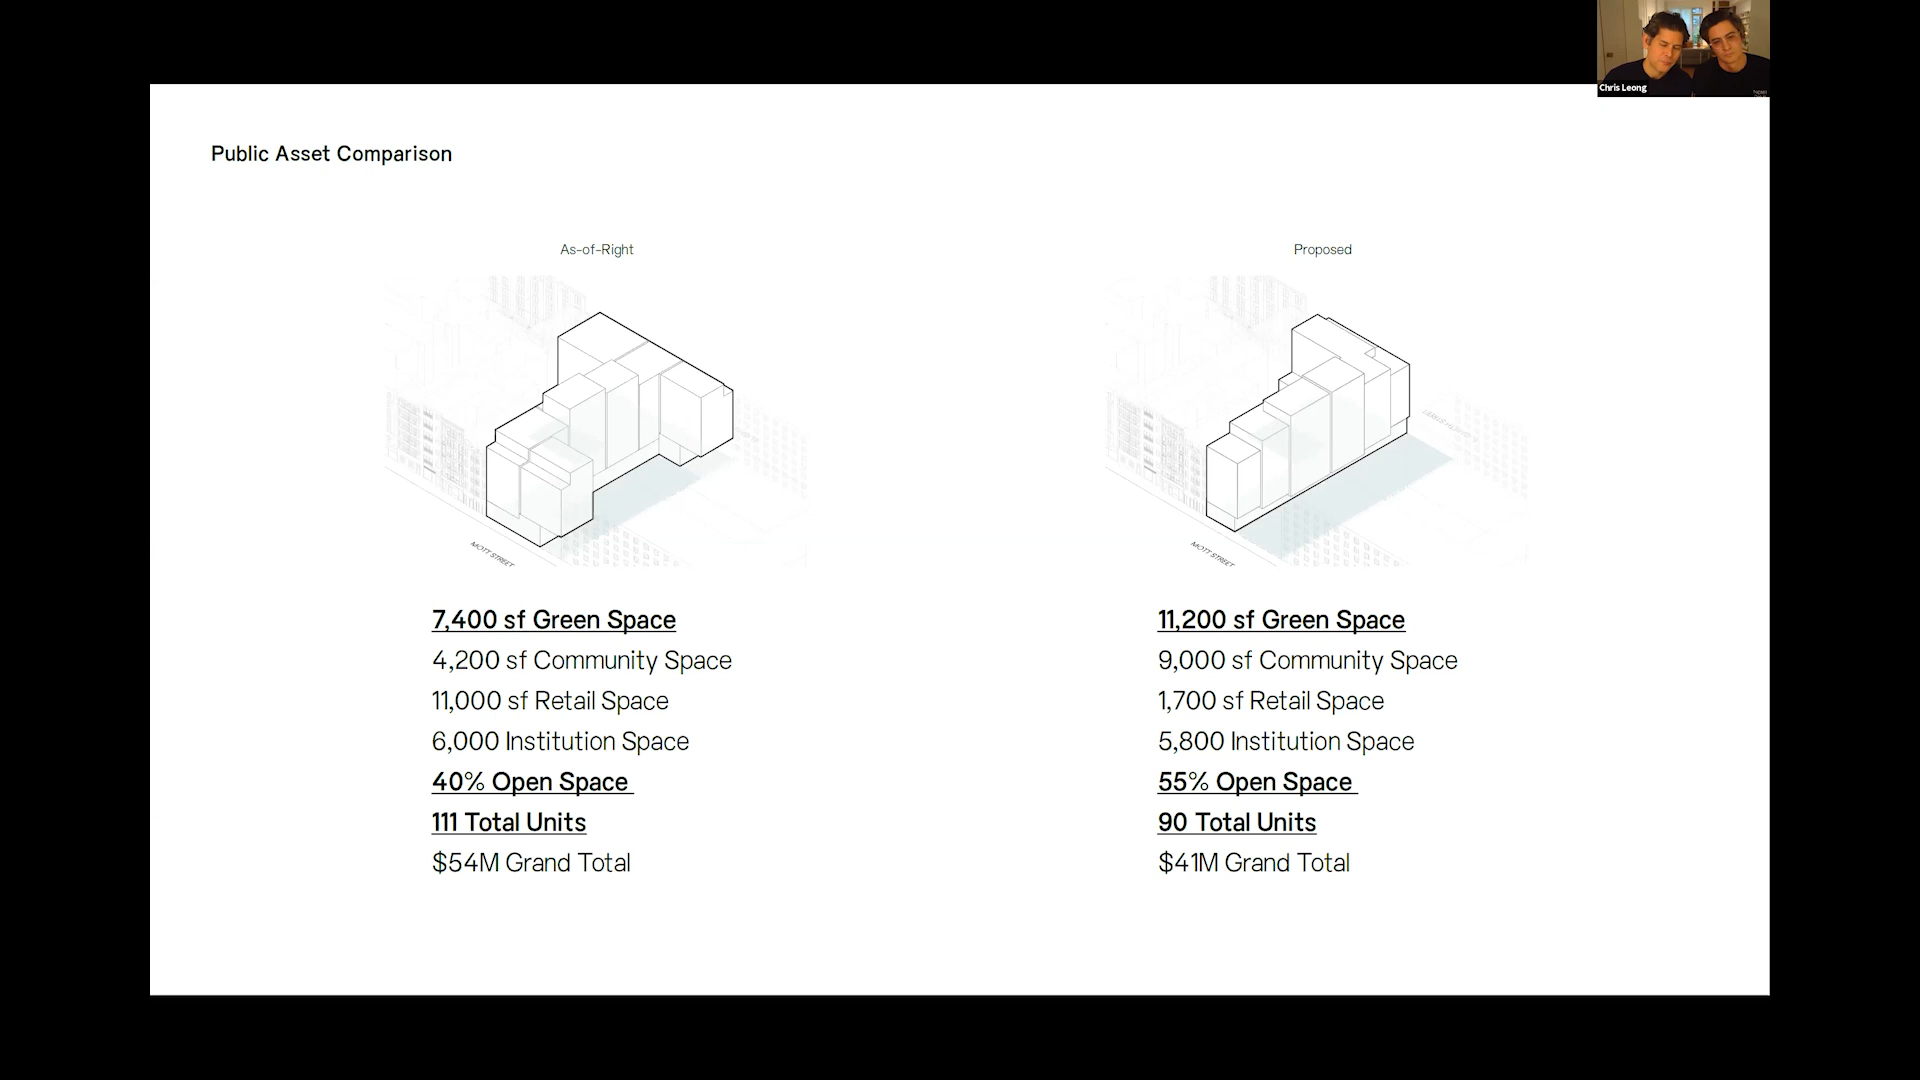 Chris Leong
Public Asset Comparison
As-of-Right
MOTT STREET
7,400 sf Green Space
4,200 sf Community Space
11,000 sf Retail Space
6,000 Institution Space
40% Open Space
111 Total Units
$54M Grand Total
Proposed
MOTT STREET
11,200 sf Green Space
9,000 sf Community Space
1,700 sf Retail Space
5,800 Institution Space
55% Open Space
90 Total Units
$41M Grand Total